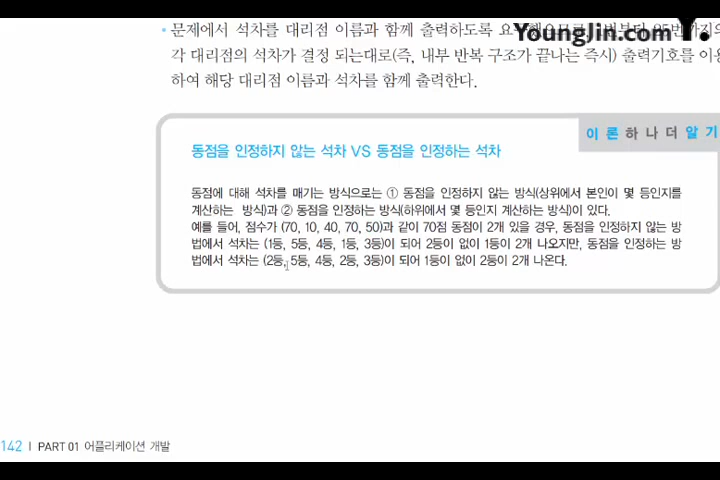 • 문제에서 석차를 대리점 이름과 함께 출력하도록
YoungJin.com Y.
각 대리점의 석차가 결정 되는대로(즉, 내부 반복 구조가 끝나는 즉시) 출력기호를 이용
하여 해당 대리점 이름과 석차를 함께 출력한다.
이 론 하 나 더 알 기
동점을 인정하지 않는 석차 VS 동점을 인정하는 석차
동점에 대해 석차를 매기는 방식으로는 ① 동점을 인정하지 않는 방식(상위에서 본인이 몇 등인지를
계산하는 방식)과 ② 동점을 인정하는 방식(하위에서 몇 등인지 계산하는 방식)이 있다.
예를 들어, 점수가 (70, 10, 40, 70, 50)과 같이 70점 동점이 2개 있을 경우, 동점을 인정하지 않는 방
법에서 석차는 (1등, 5등, 4등, 1등, 3등)이 되어 2등이 없이 1등이 2개 나오지만, 동점을 인정하는 방
법에서 석차는 (2등, 5등, 4등, 2등, 3등)이 되어 1등이 없이 2등이 2개 나온다.
142 | PART 01 어플리케이션 개발